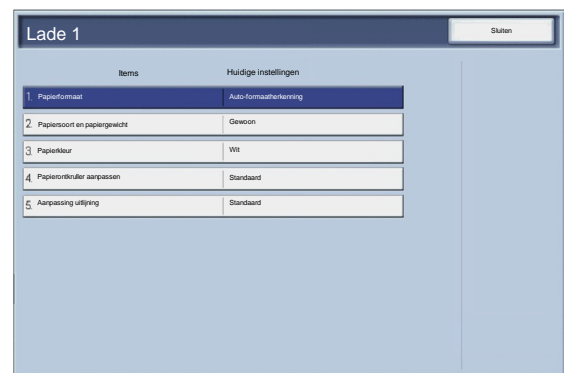 Lade 1
Sluiten
Items Huidige instellingen
1. Papierformaat Auto-formaatherkenning
2. Papiersoort en papiergewicht Gewoon
3. Papierkleur Wit
4. Papierontkruller aanpassen Standaard
5. Aanpassing uitlijning Standaard